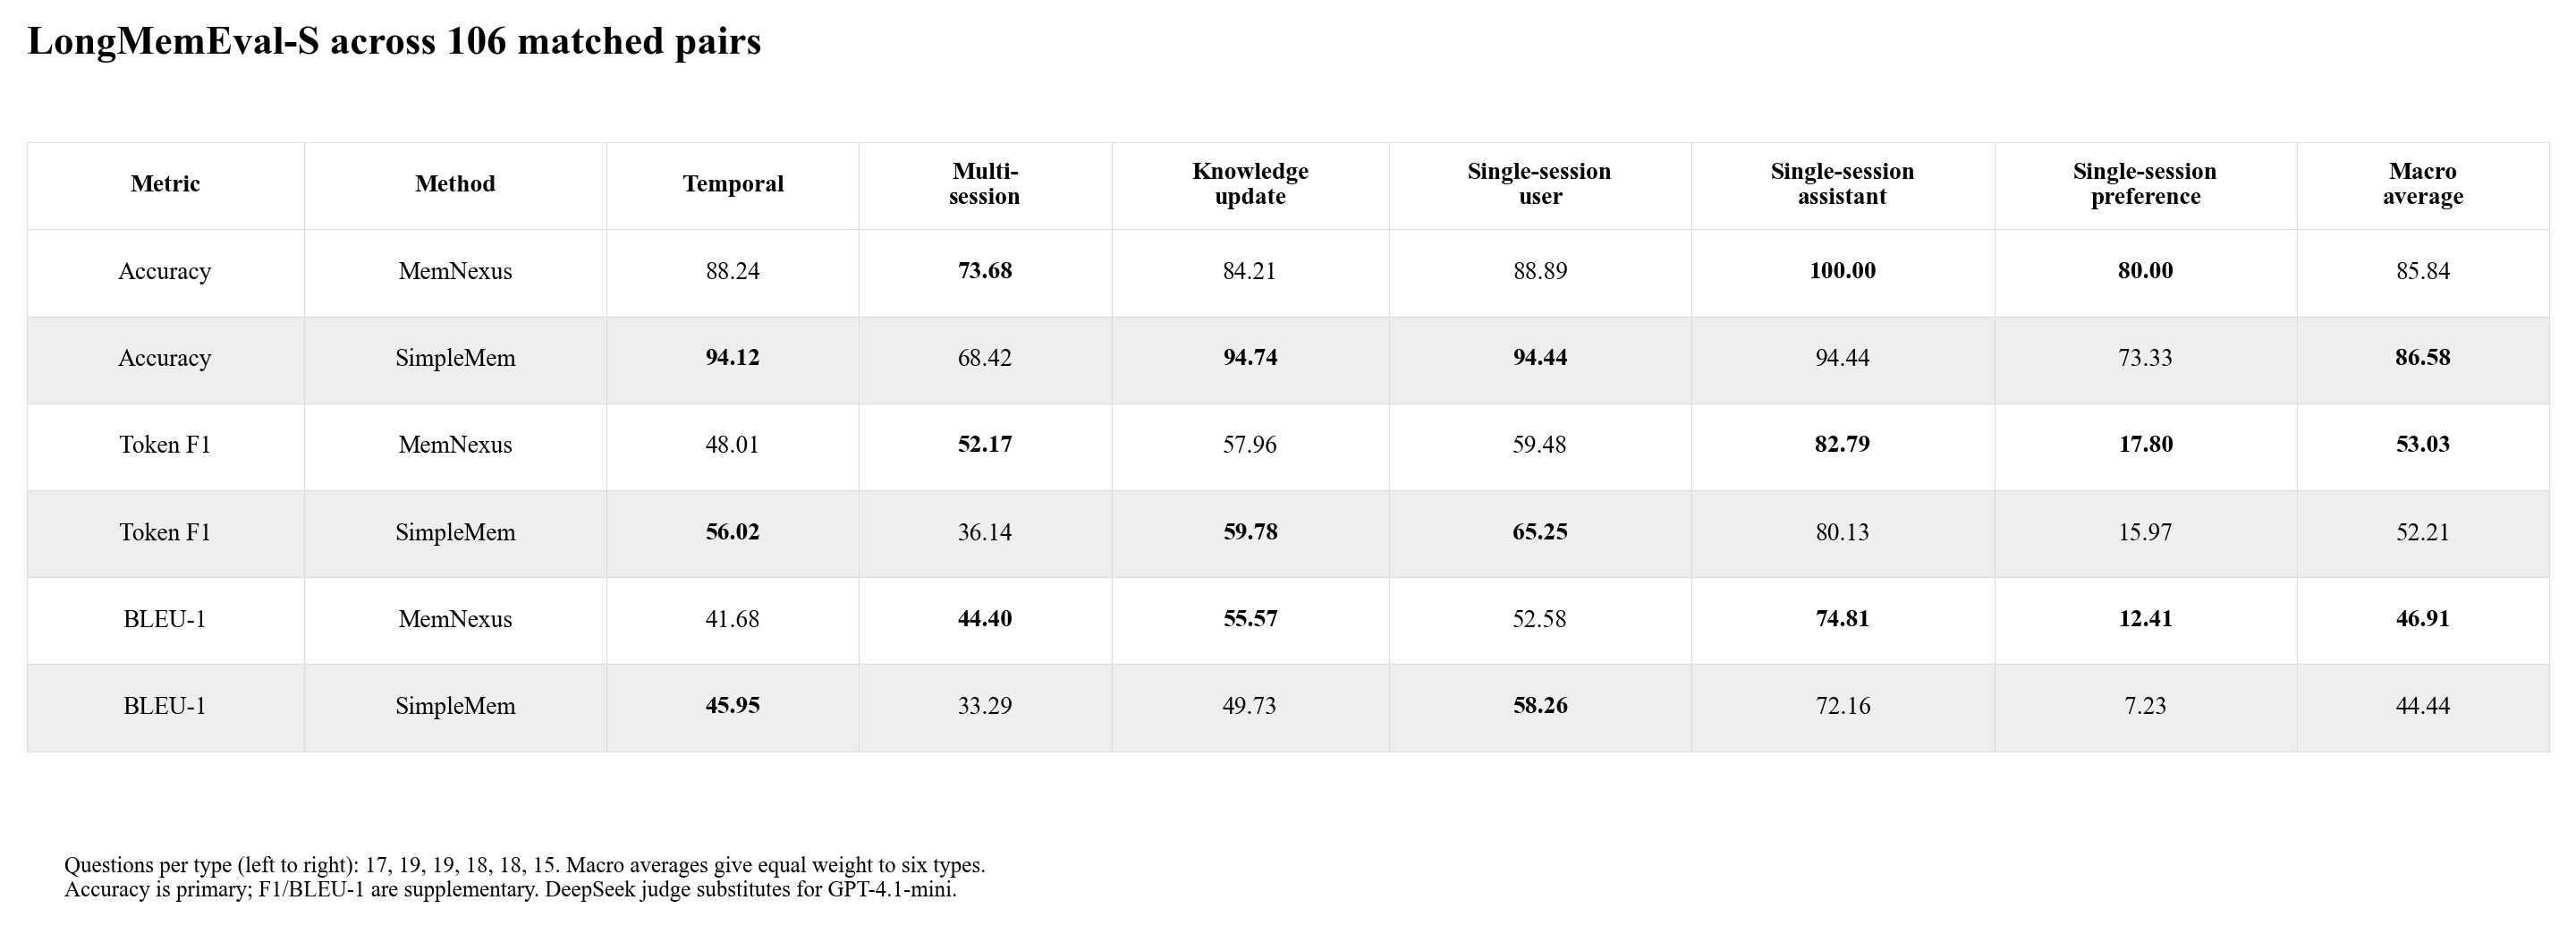 LongMemEval-S across 106 matched pairs
Metric Method Temporal Multi-session Knowledge update Single-session user Single-session assistant Single-session preference Macro average
Accuracy MemNexus 88.24 73.68 84.21 88.89 100.00 80.00 85.84
Accuracy SimpleMem 94.12 68.42 94.74 94.44 94.44 73.33 86.58
Token F1 MemNexus 48.01 52.17 57.96 59.48 82.79 17.80 53.03
Token F1 SimpleMem 56.02 36.14 59.78 65.25 80.13 15.97 52.21
BLEU-1 MemNexus 41.68 44.40 55.57 52.58 74.81 12.41 46.91
BLEU-1 SimpleMem 45.95 33.29 49.73 58.26 72.16 7.23 44.44
Questions per type (left to right): 17, 19, 19, 18, 18, 15. Macro averages give equal weight to six types.
Accuracy is primary; F1/BLEU-1 are supplementary. DeepSeek judge substitutes for GPT-4.1-mini.